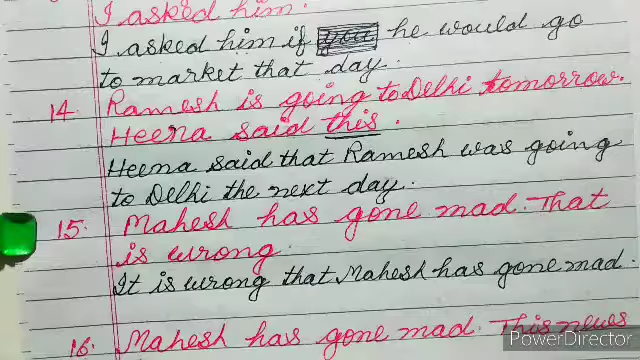 I asked him.
I asked him if he would go
to market that day.
14. Ramesh is going to Delhi tomorrow.
Heena said this.
Heena said that Ramesh was going
to Delhi the next day.
15. Mahesh has gone mad. That
is wrong.
It is wrong that Mahesh has gone mad.
16. Mahesh has gone mad. This news
PowerDirector